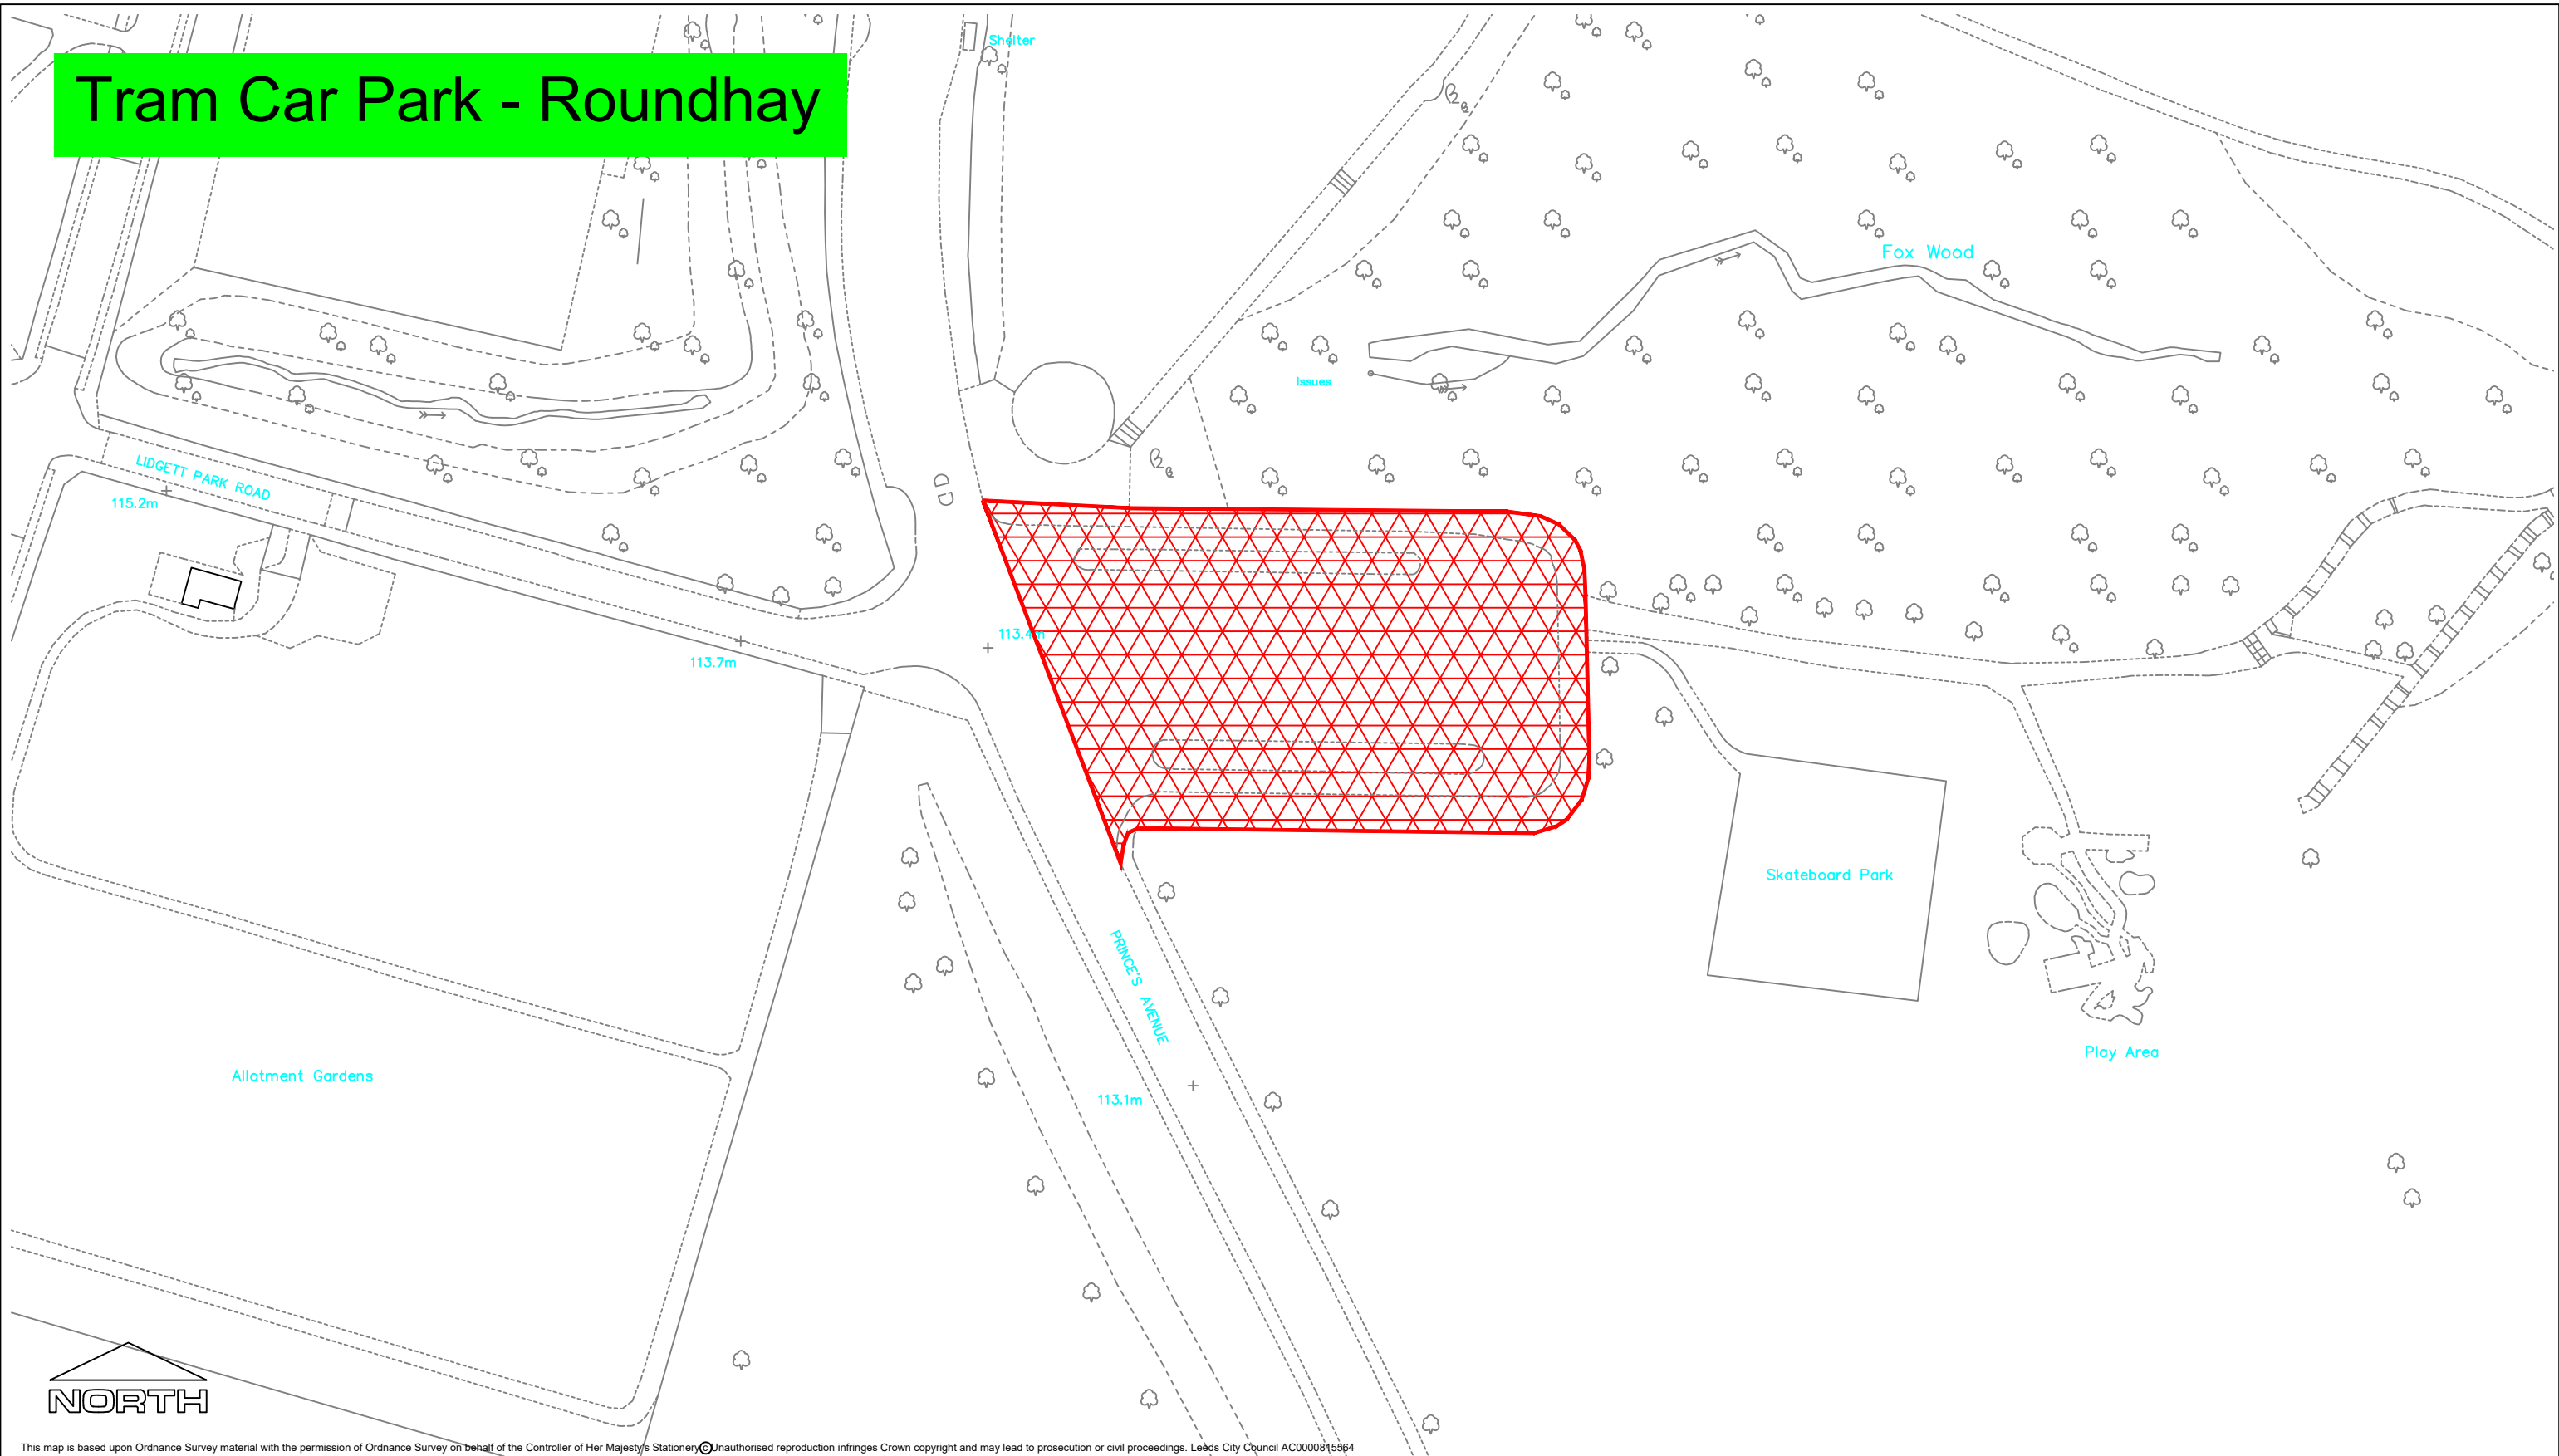 Shelter
Tram Car Park - Roundhay
Fox Wood
Issues
LIDGETT PARK ROAD
115.2m
113.4m
113.7m
Skateboard Park
PRINCE'S AVENUE
Play Area
Allotment Gardens
113.1m
NORTH
This map is based upon Ordnance Survey material with the permission of Ordnance Survey on behalf of the Controller of Her Majesty's Stationery © Unauthorised reproduction infringes Crown copyright and may lead to prosecution or civil proceedings. Leeds City Council AC0000815564